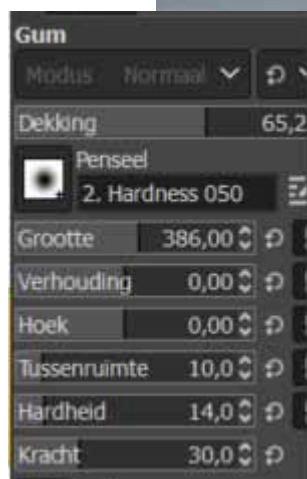 Gum
Modus Normaal
Dekking 65,2
Penseel
2. Hardness 050
Grootte 386,00
Verhouding 0,00
Hoek 0,00
Tussenruimte 10,0
Hardheid 14,0
Kracht 30,0